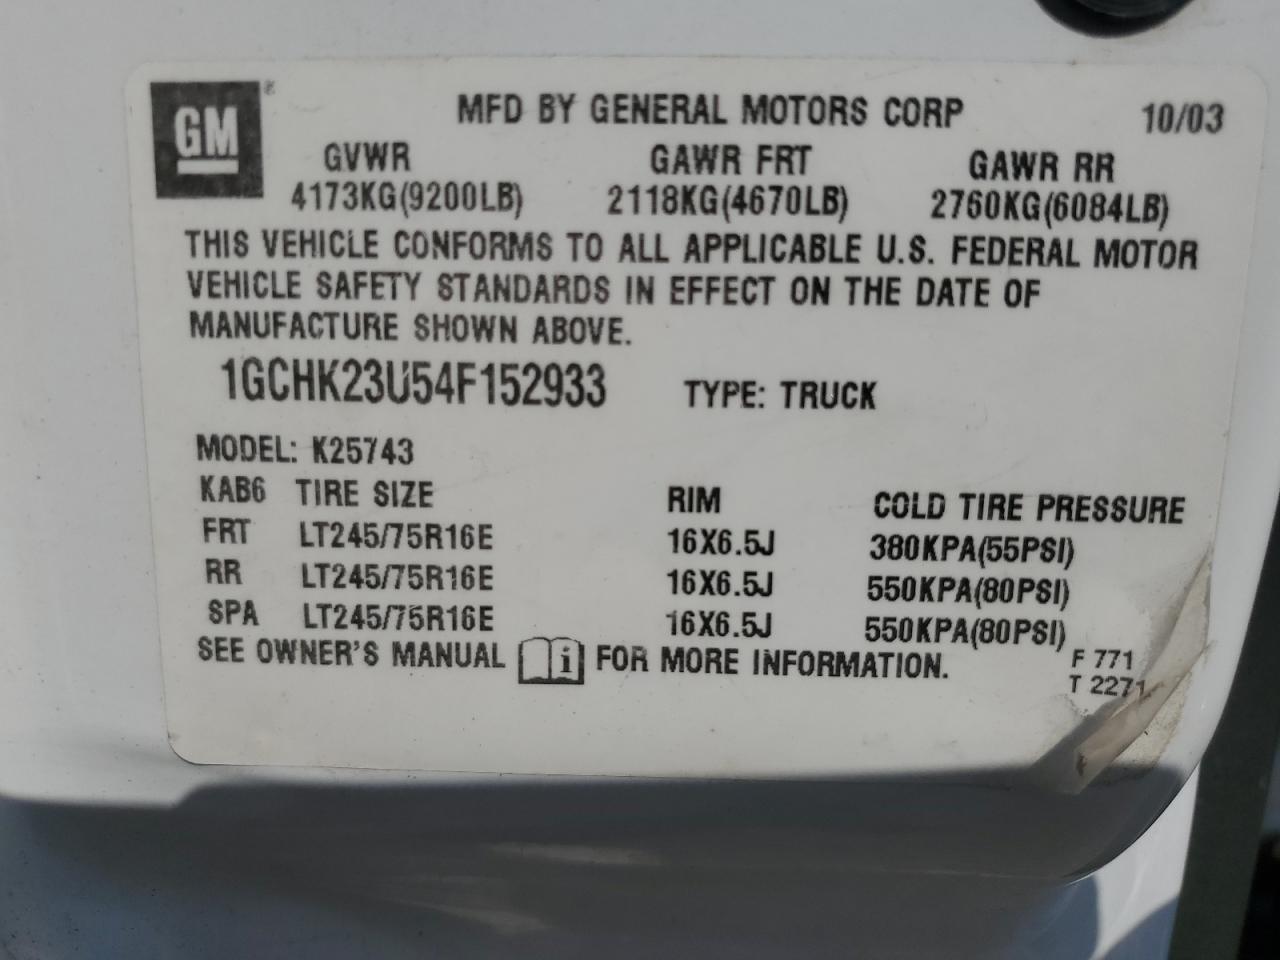 GM®
MFD BY GENERAL MOTORS CORP 10/03
GVWR GAWR FRT GAWR RR
4173KG(9200LB) 2118KG(4670LB) 2760KG(6084LB)
THIS VEHICLE CONFORMS TO ALL APPLICABLE U.S. FEDERAL MOTOR
VEHICLE SAFETY STANDARDS IN EFFECT ON THE DATE OF
MANUFACTURE SHOWN ABOVE.
1GCHK23U54F152933 TYPE: TRUCK
MODEL: K25743
KAB6 TIRE SIZE RIM COLD TIRE PRESSURE
FRT LT245/75R16E 16X6.5J 380KPA(55PSI)
RR LT245/75R16E 16X6.5J 550KPA(80PSI)
SPA LT245/75R16E 16X6.5J 550KPA(80PSI)
SEE OWNER'S MANUAL i FOR MORE INFORMATION.
F 771
T 2271